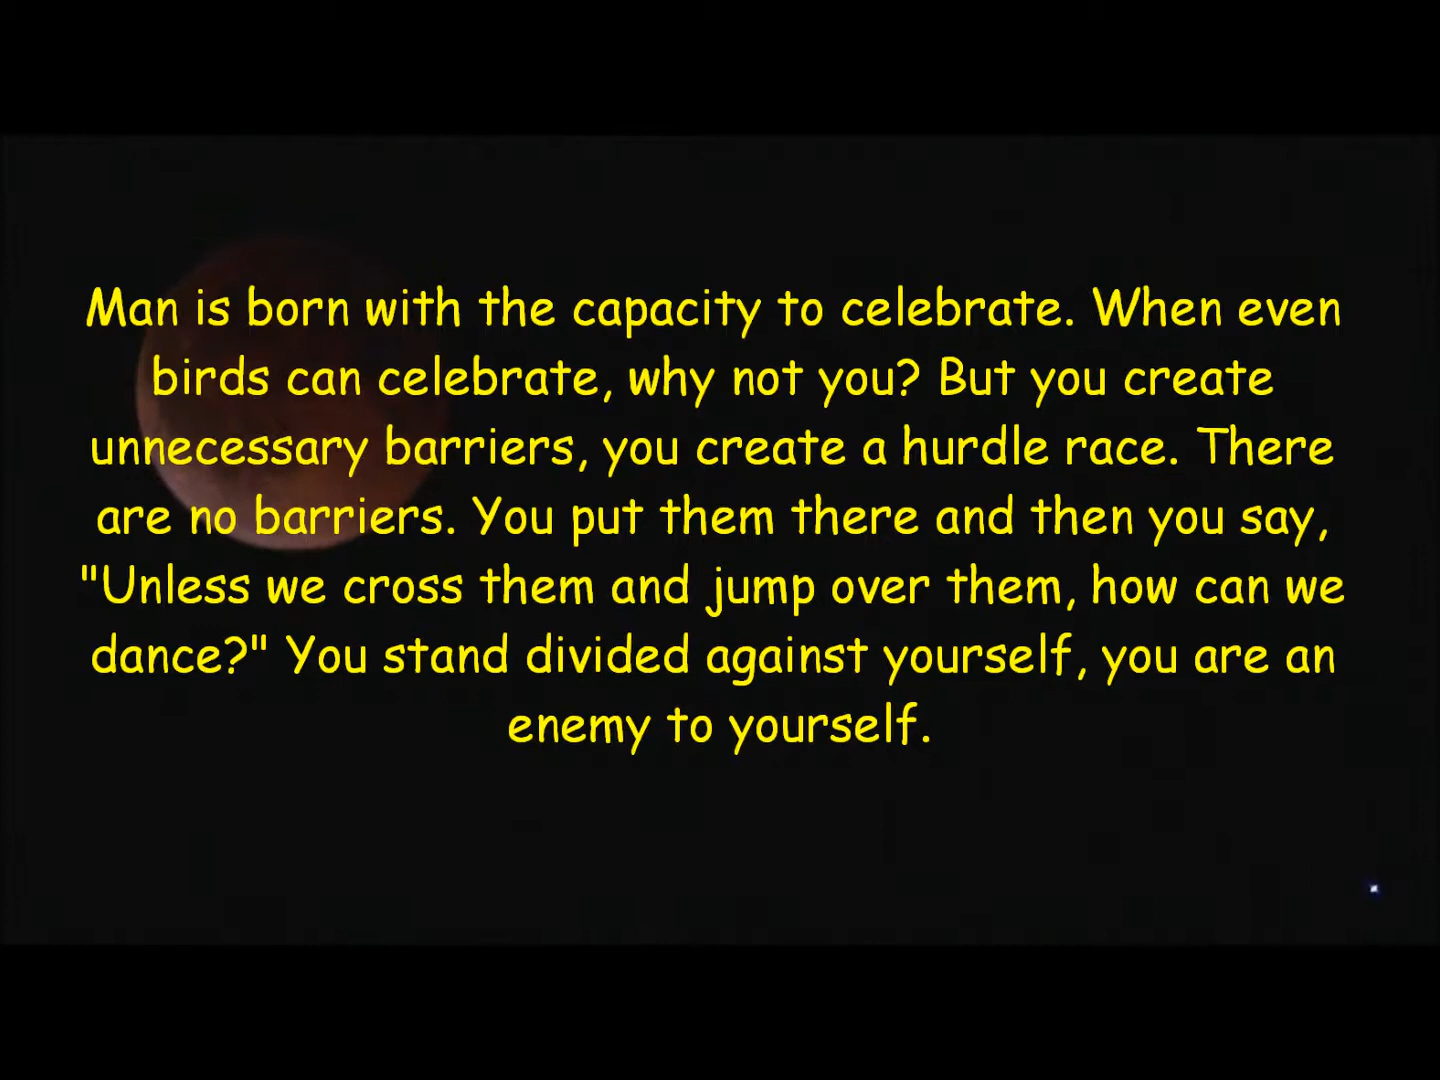 Man is born with the capacity to celebrate. When even
birds can celebrate, why not you? But you create
unnecessary barriers, you create a hurdle race. There
are no barriers. You put them there and then you say,
"Unless we cross them and jump over them, how can we
dance?" You stand divided against yourself, you are an
enemy to yourself.